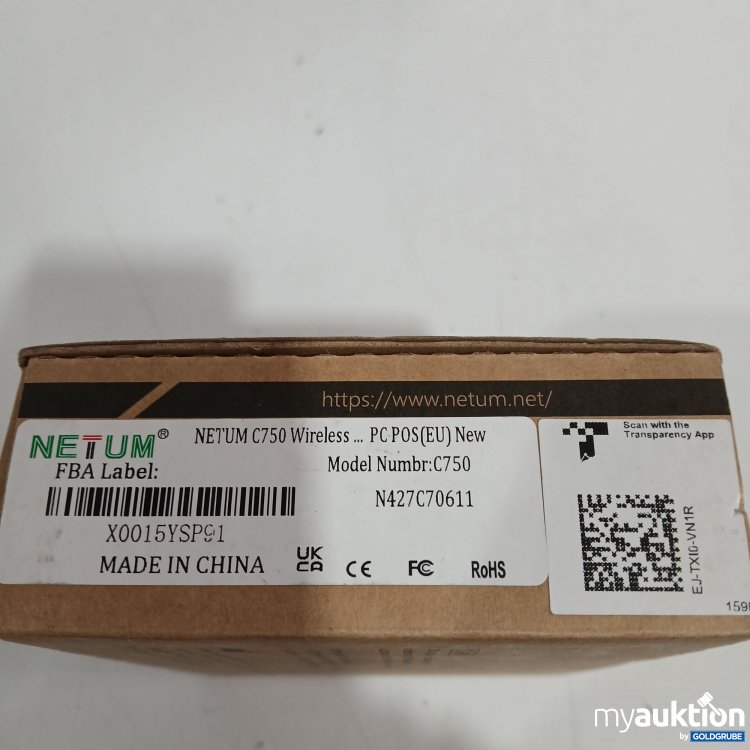 https://www.netum.net/
NETUM®
NETUM C750 Wireless ... PC POS(EU) New
FBA Label:
Model Numbr:C750
N427C70611
X0015YSP91
MADE IN CHINA
UK
CA
CE
FC
RoHS
Scan with the
Transparency App
EJ-TXI0-VN1R
myauktion
by GOLDGRUBE